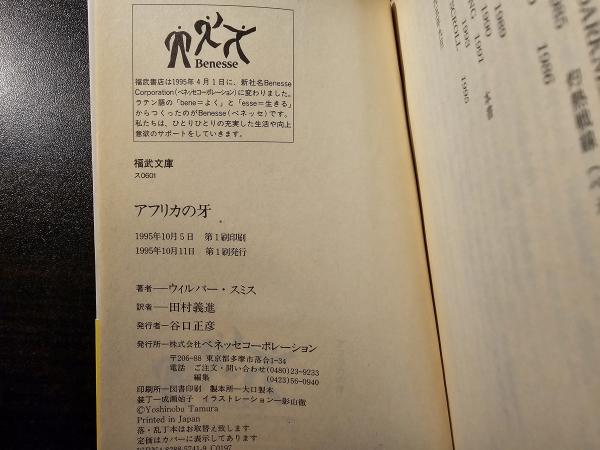 Benesse
福武書店は1995年4月1日に、新社名Benesse
Corporation(ベネッセコーポレーション)に変わりました。
ラテン語の「bene=よく」と「esse=生きる」
からつくったのがBenesse(ベネッセ)です。
私たちは、ひとりひとりの充実した生活や向上
意欲のサポートをしていきます。
福武文庫
ス0601
アフリカの牙
1995年10月5日 第1刷印刷
1995年10月11日 第1刷発行
著者──ウィルバー・スミス
訳者──田村義進
発行者──谷口正彦
発行所──株式会社ベネッセコーポレーション
〒206-88 東京都多摩市落合1-34
電話 ご注文・問い合わせ(0480)23-9233
編集 (0423)56-0940
印刷所──図書印刷 製本所──大口製本
装丁──成瀬始子 イラストレーション──影山徹
©Yoshinobu Tamura
Printed in Japan
落・乱丁本はお取替え致します
定価はカバーに表示してあります
ISBN4-8288-5741-9 C0197
DARKNE
1985
1986
1989
1990
1991
1993
SCROLL
1995